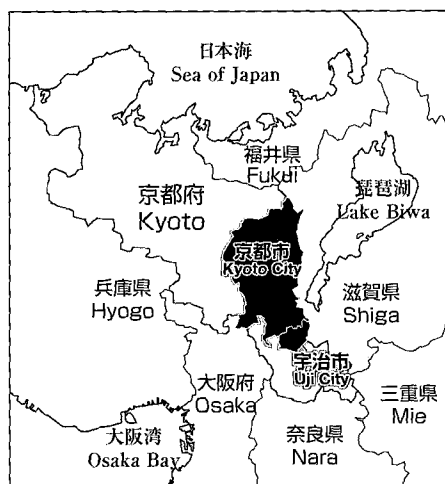 日本海
Sea of Japan
福井県
Fukui
琵琶湖
Lake Biwa
京都府
Kyoto
京都市
Kyoto City
兵庫県
Hyogo
滋賀県
Shiga
宇治市
Uji City
大阪府
Osaka
三重県
Mie
大阪湾
Osaka Bay
奈良県
Nara